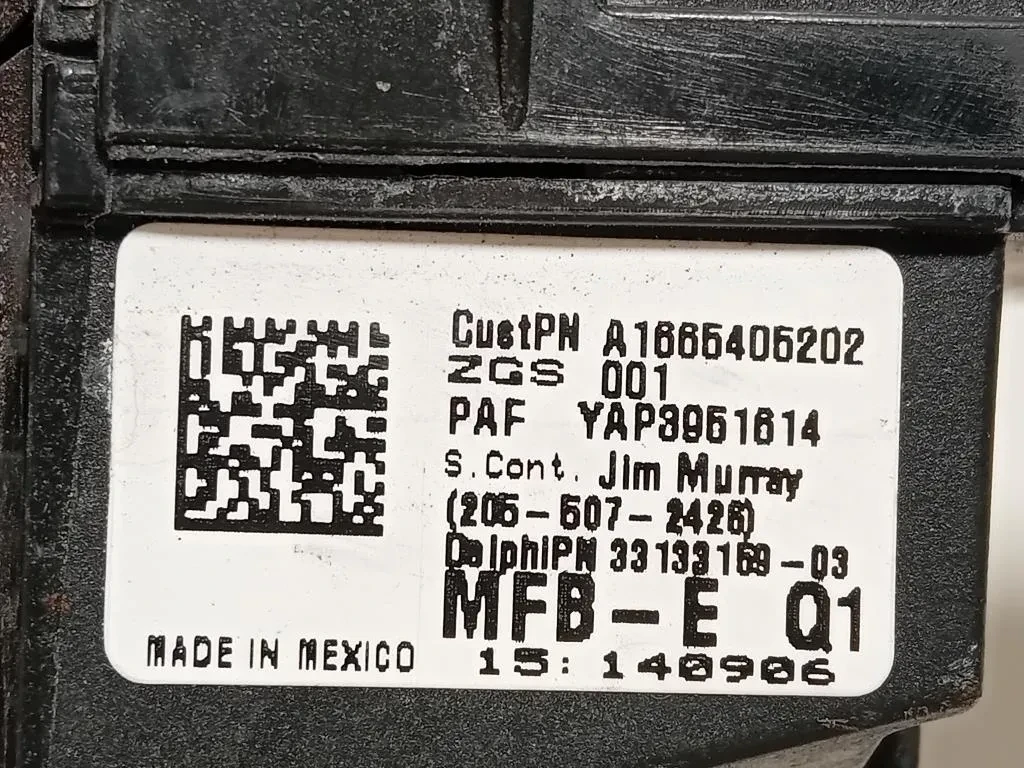 CustPN A1665405202
ZGS 001
PAF YAP3951614
S.Cont. Jim Murray
(205-507-2426)
DelphiPN 33133159-03
MFB-E Q1
15: 140906
MADE IN MEXICO